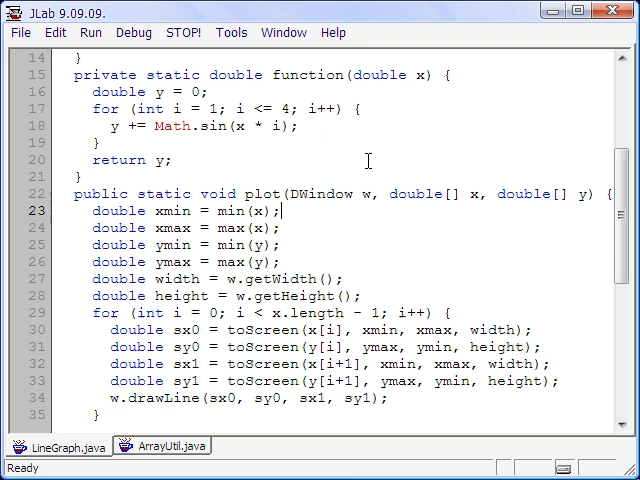 JLab 9.09.09.
File Edit Run Debug STOP! Tools Window Help
14 }
15 private static double function(double x) {
16 double y = 0;
17 for (int i = 1; i <= 4; i++) {
18 y += Math.sin(x * i);
19 }
20 return y;
21 }
22 public static void plot(DWindow w, double[] x, double[] y) {
23 double xmin = min(x);
24 double xmax = max(x);
25 double ymin = min(y);
26 double ymax = max(y);
27 double width = w.getWidth();
28 double height = w.getHeight();
29 for (int i = 0; i < x.length - 1; i++) {
30 double sx0 = toScreen(x[i], xmin, xmax, width);
31 double sy0 = toScreen(y[i], ymax, ymin, height);
32 double sx1 = toScreen(x[i+1], xmin, xmax, width);
33 double sy1 = toScreen(y[i+1], ymax, ymin, height);
34 w.drawLine(sx0, sy0, sx1, sy1);
35 }
LineGraph.java ArrayUtil.java
Ready